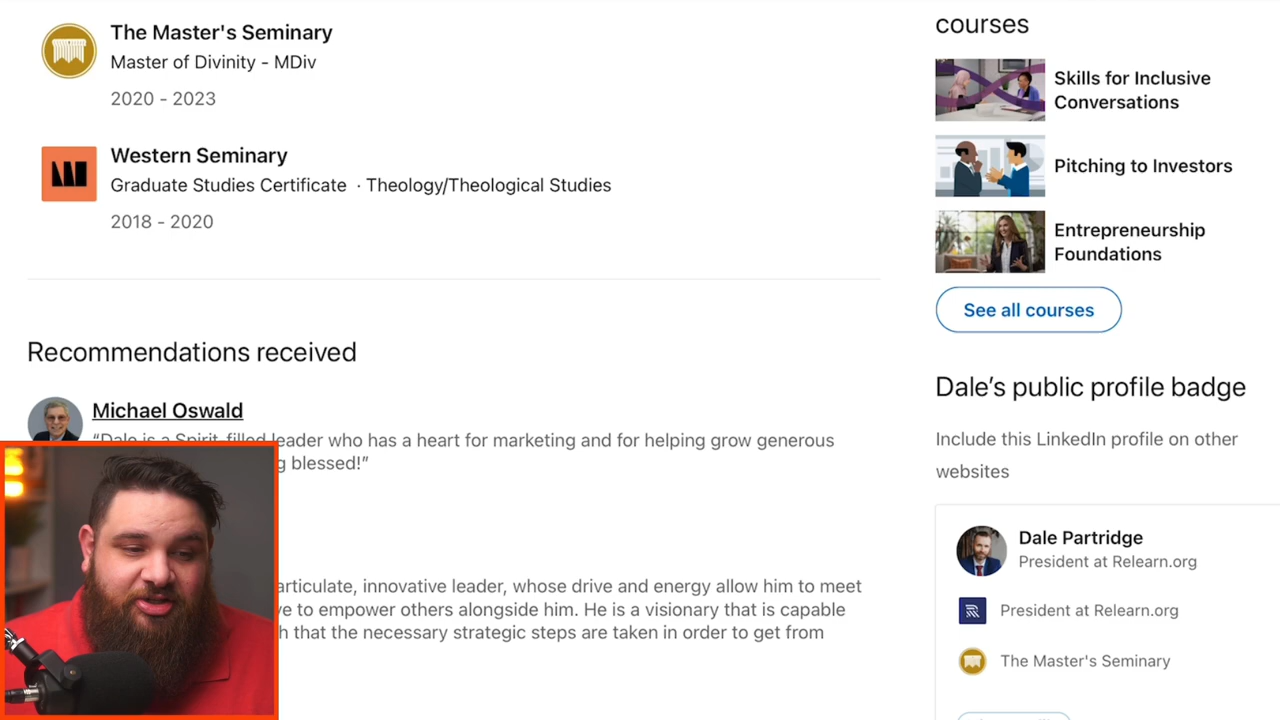 The Master's Seminary
Master of Divinity - MDiv
2020 - 2023
Western Seminary
Graduate Studies Certificate · Theology/Theological Studies
2018 - 2020
Recommendations received
Michael Oswald
“Dale is a Spirit-filled leader who has a heart for marketing and for helping grow generous
blessed!”
articulate, innovative leader, whose drive and energy allow him to meet
to empower others alongside him. He is a visionary that is capable
that the necessary strategic steps are taken in order to get from
courses
Skills for Inclusive
Conversations
Pitching to Investors
Entrepreneurship
Foundations
See all courses
Dale’s public profile badge
Include this LinkedIn profile on other
websites
Dale Partridge
President at Relearn.org
President at Relearn.org
The Master's Seminary